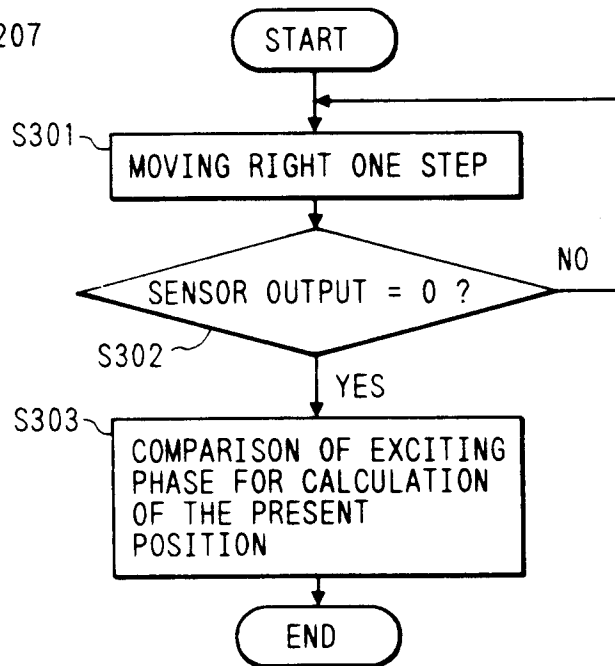 207
START
S301
MOVING RIGHT ONE STEP
SENSOR OUTPUT = 0 ?
NO
S302
YES
S303
COMPARISON OF EXCITING
PHASE FOR CALCULATION
OF THE PRESENT
POSITION
END